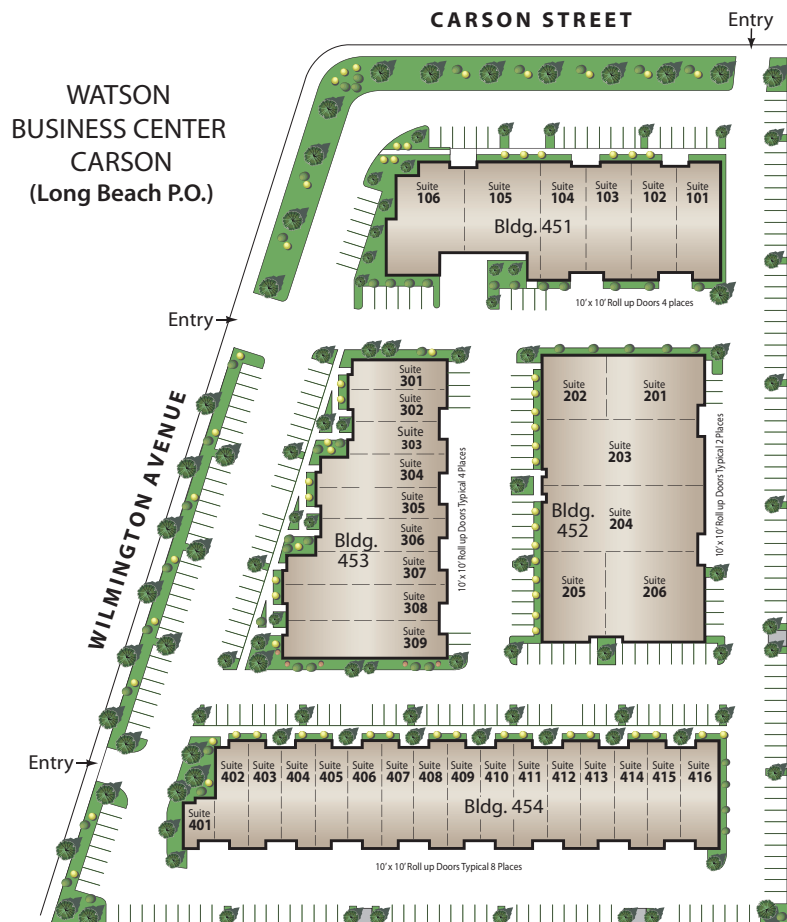 CARSON STREET
Entry
WATSON
BUSINESS CENTER
CARSON
(Long Beach P.O.)
Suite
106
Suite
105
Suite
104
Suite
103
Suite
102
Suite
101
Bldg. 451
10' x 10' Roll up Doors 4 places
Entry
WILMINGTON AVENUE
Suite
301
Suite
302
Suite
303
Suite
304
Suite
305
Suite
306
Suite
307
Suite
308
Suite
309
Bldg.
453
10' x 10' Roll up Doors Typical 4 Places
Suite
202
Suite
201
Suite
203
Suite
204
Bldg.
452
Suite
205
Suite
206
10' x 10' Roll up Doors Typical 2 Places
Entry
Suite
401
Suite
402
Suite
403
Suite
404
Suite
405
Suite
406
Suite
407
Suite
408
Suite
409
Suite
410
Suite
411
Suite
412
Suite
413
Suite
414
Suite
415
Suite
416
Bldg. 454
10' x 10' Roll up Doors Typical 8 Places